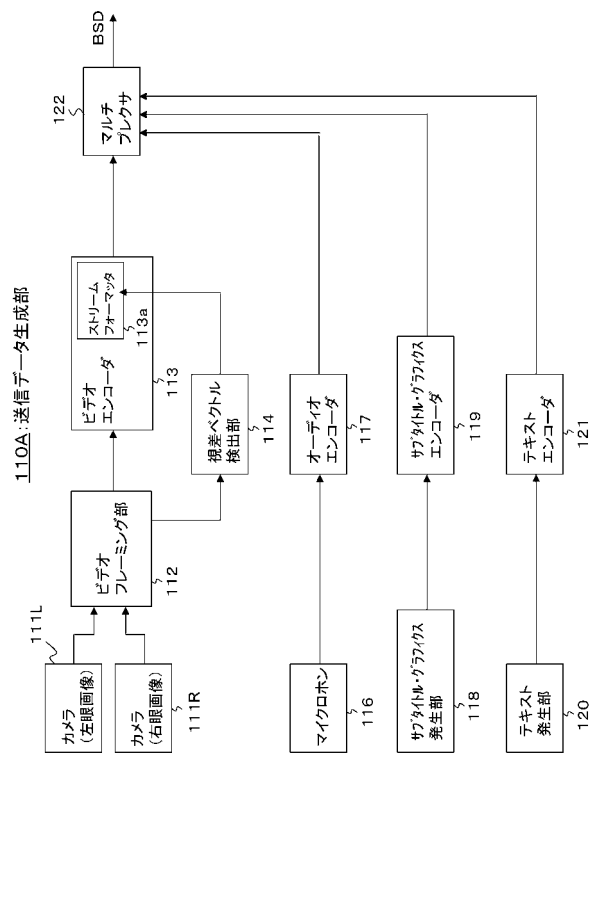 110A:送信データ生成部
カメラ
(左眼画像)
111L
カメラ
(右眼画像)
111R
ビデオ
フレーミング部
112
ビデオ
エンコーダ
113
ストリーム
フォーマッタ
113a
視差ベクトル
検出部
114
マイクロホン
116
オーディオ
エンコーダ
117
サブタイトル・グラフィクス
発生部
118
サブタイトル・グラフィクス
エンコーダ
119
テキスト
発生部
120
テキスト
エンコーダ
121
マルチ
プレクサ
122
BSD